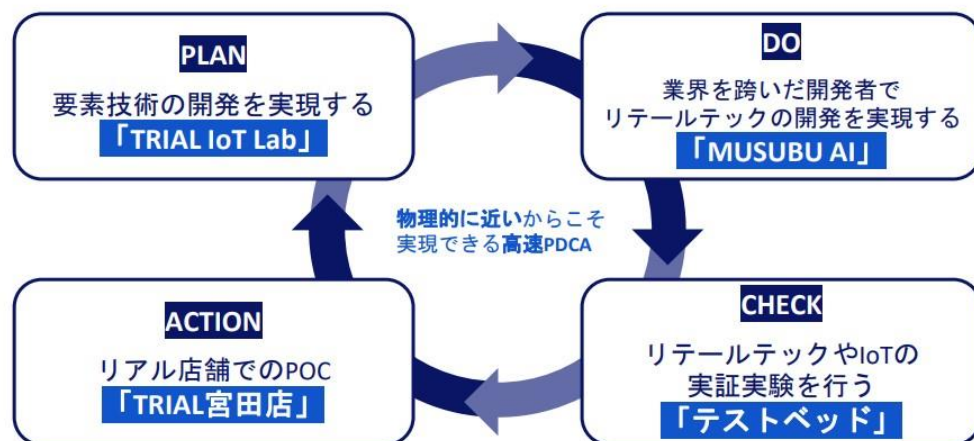 PLAN
要素技術の開発を実現する
「TRIAL IoT Lab」
DO
業界を跨いだ開発者で
リテールテックの開発を実現する
「MUSUBU AI」
物理的に近いからこそ
実現できる高速PDCA
ACTION
リアル店舗でのPOC
「TRIAL宮田店」
CHECK
リテールテックやIoTの
実証実験を行う
「テストベッド」